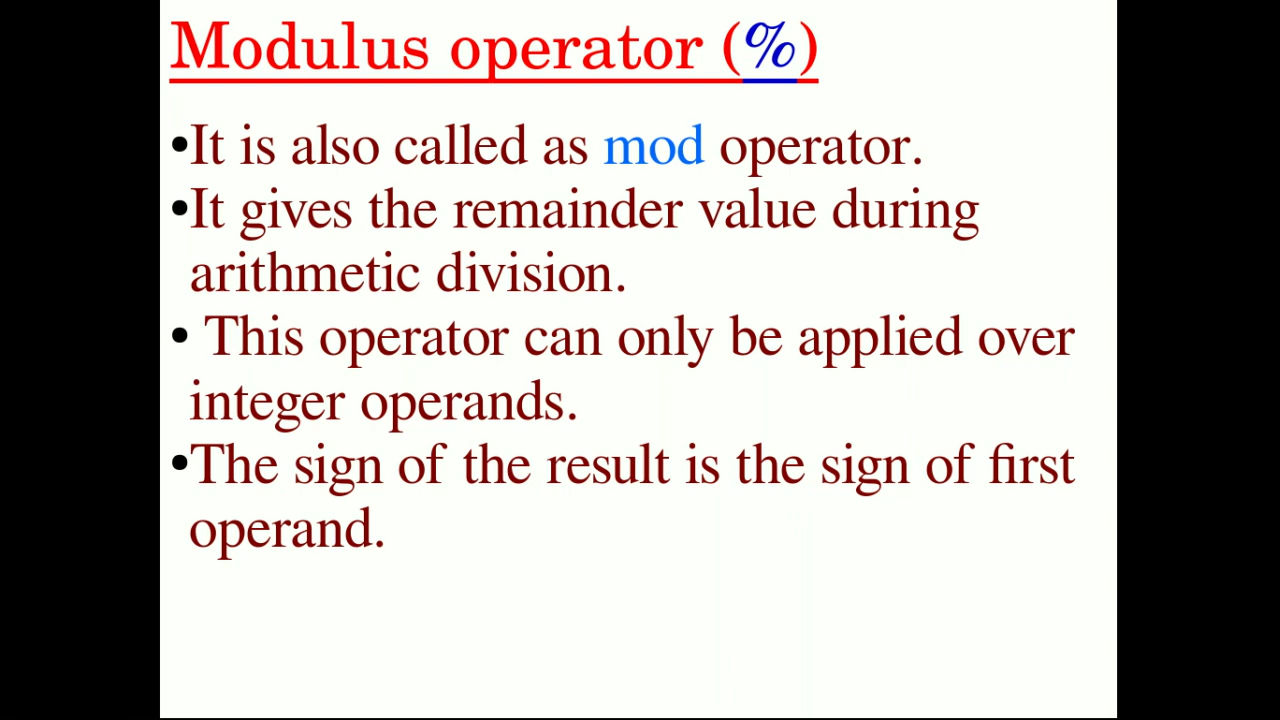 Modulus operator (%)
•It is also called as mod operator.
•It gives the remainder value during
arithmetic division.
• This operator can only be applied over
integer operands.
•The sign of the result is the sign of first
operand.